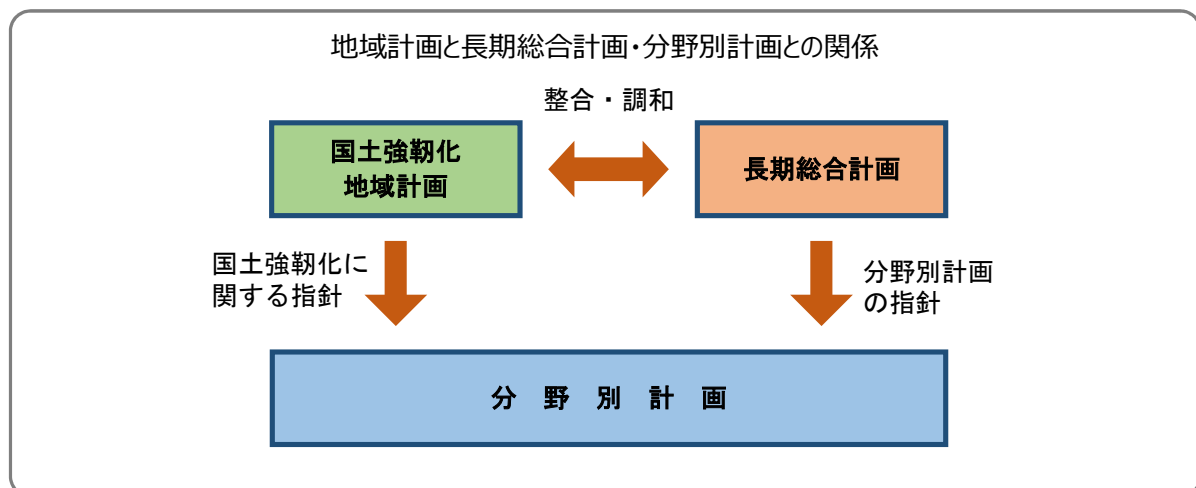 地域計画と長期総合計画・分野別計画との関係
整合・調和
国土強靭化
地域計画
長期総合計画
国土強靭化に
関する指針
分野別計画
の指針
分 野 別 計 画